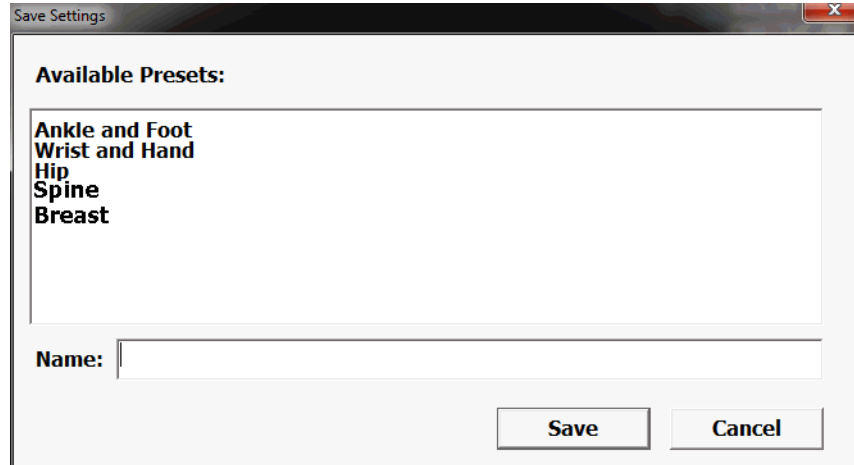 Save Settings
X
Available Presets:
Ankle and Foot
Wrist and Hand
Hip
Spine
Breast
Name:
Save Cancel